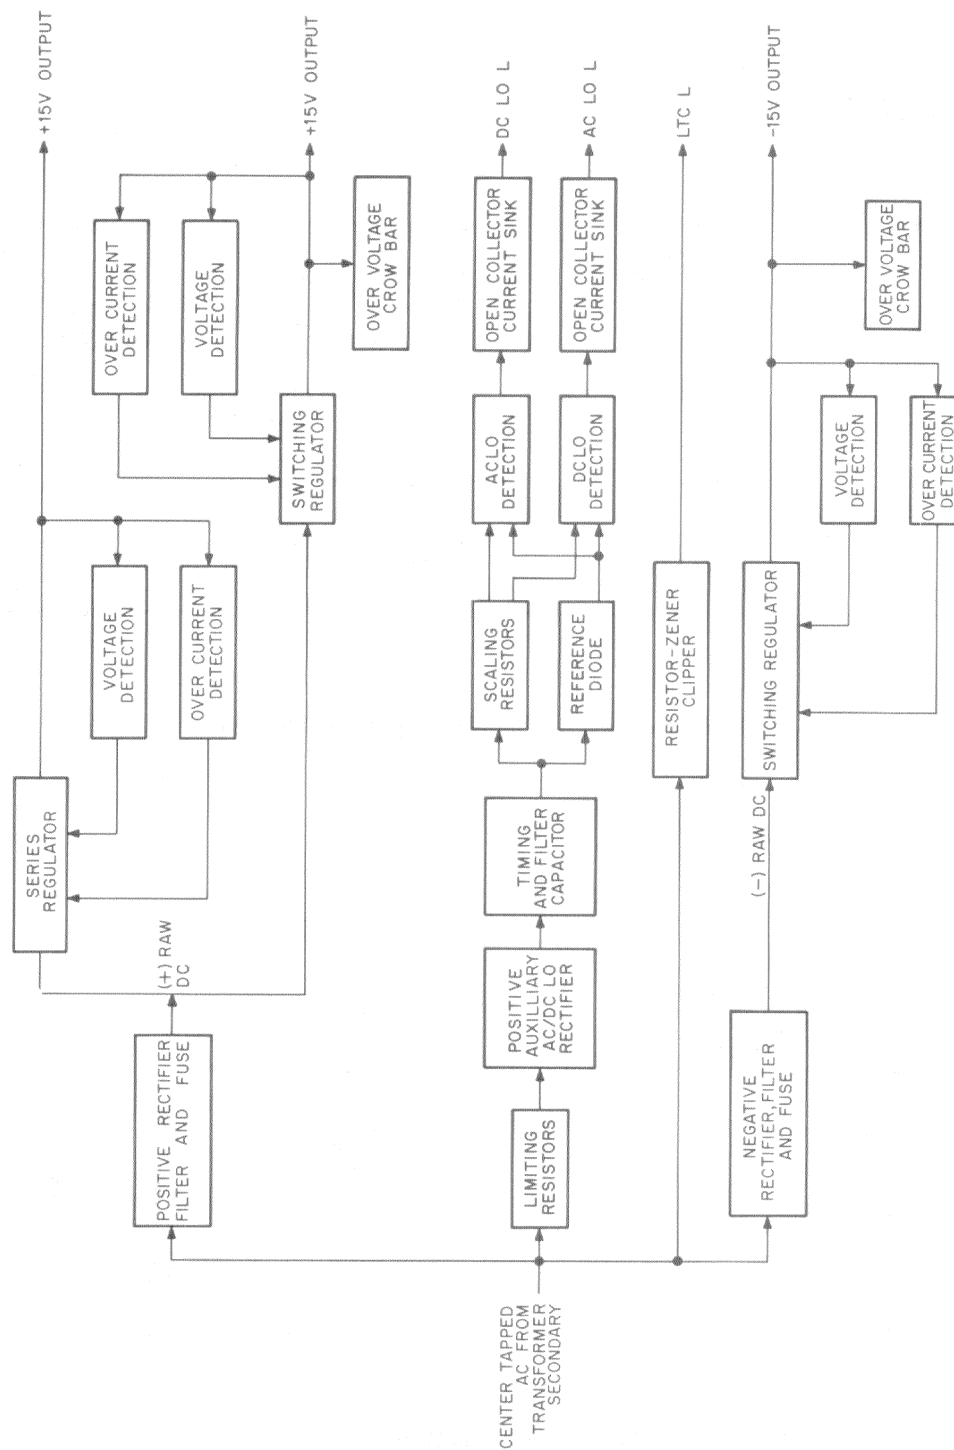 +15V OUTPUT
OVER CURRENT
DETECTION
VOLTAGE
DETECTION
+15V OUTPUT
OVER VOLTAGE
CROW BAR
SWITCHING
REGULATOR
VOLTAGE
DETECTION
OVER CURRENT
DETECTION
SERIES
REGULATOR
(+) RAW
DC
POSITIVE RECTIFIER
FILTER AND FUSE
CENTER TAPPED
AC FROM
TRANSFORMER
SECONDARY
LIMITING
RESISTORS
POSITIVE
AUXILLIARY
AC/DC LO
RECTIFIER
TIMING
AND FILTER
CAPACITOR
SCALING
RESISTORS
REFERENCE
DIODE
ACLO
DETECTION
DCLO
DETECTION
OPEN COLLECTOR
CURRENT SINK
OPEN COLLECTOR
CURRENT SINK
DC LO L
AC LO L
RESISTOR-ZENER
CLIPPER
LTC L
NEGATIVE
RECTIFIER, FILTER
AND FUSE
(-) RAW DC
SWITCHING REGULATOR
VOLTAGE
DETECTION
OVER CURRENT
DETECTION
OVER VOLTAGE
CROW BAR
-15V OUTPUT